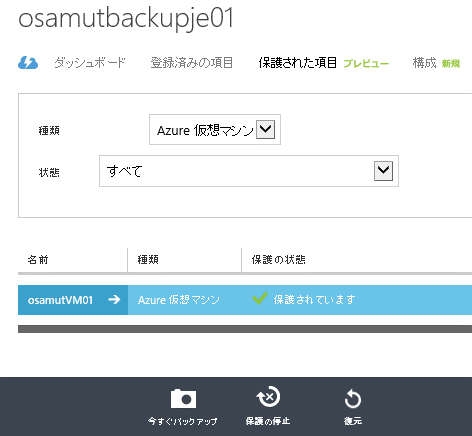 osamutbackupje01
ダッシュボード 登録済みの項目 保護された項目 プレビュー 構成 新規
種類 Azure 仮想マシン
状態 すべて
名前 種類 保護の状態
osamutVM01 Azure 仮想マシン 保護されています
今すぐバックアップ 保護の停止 復元